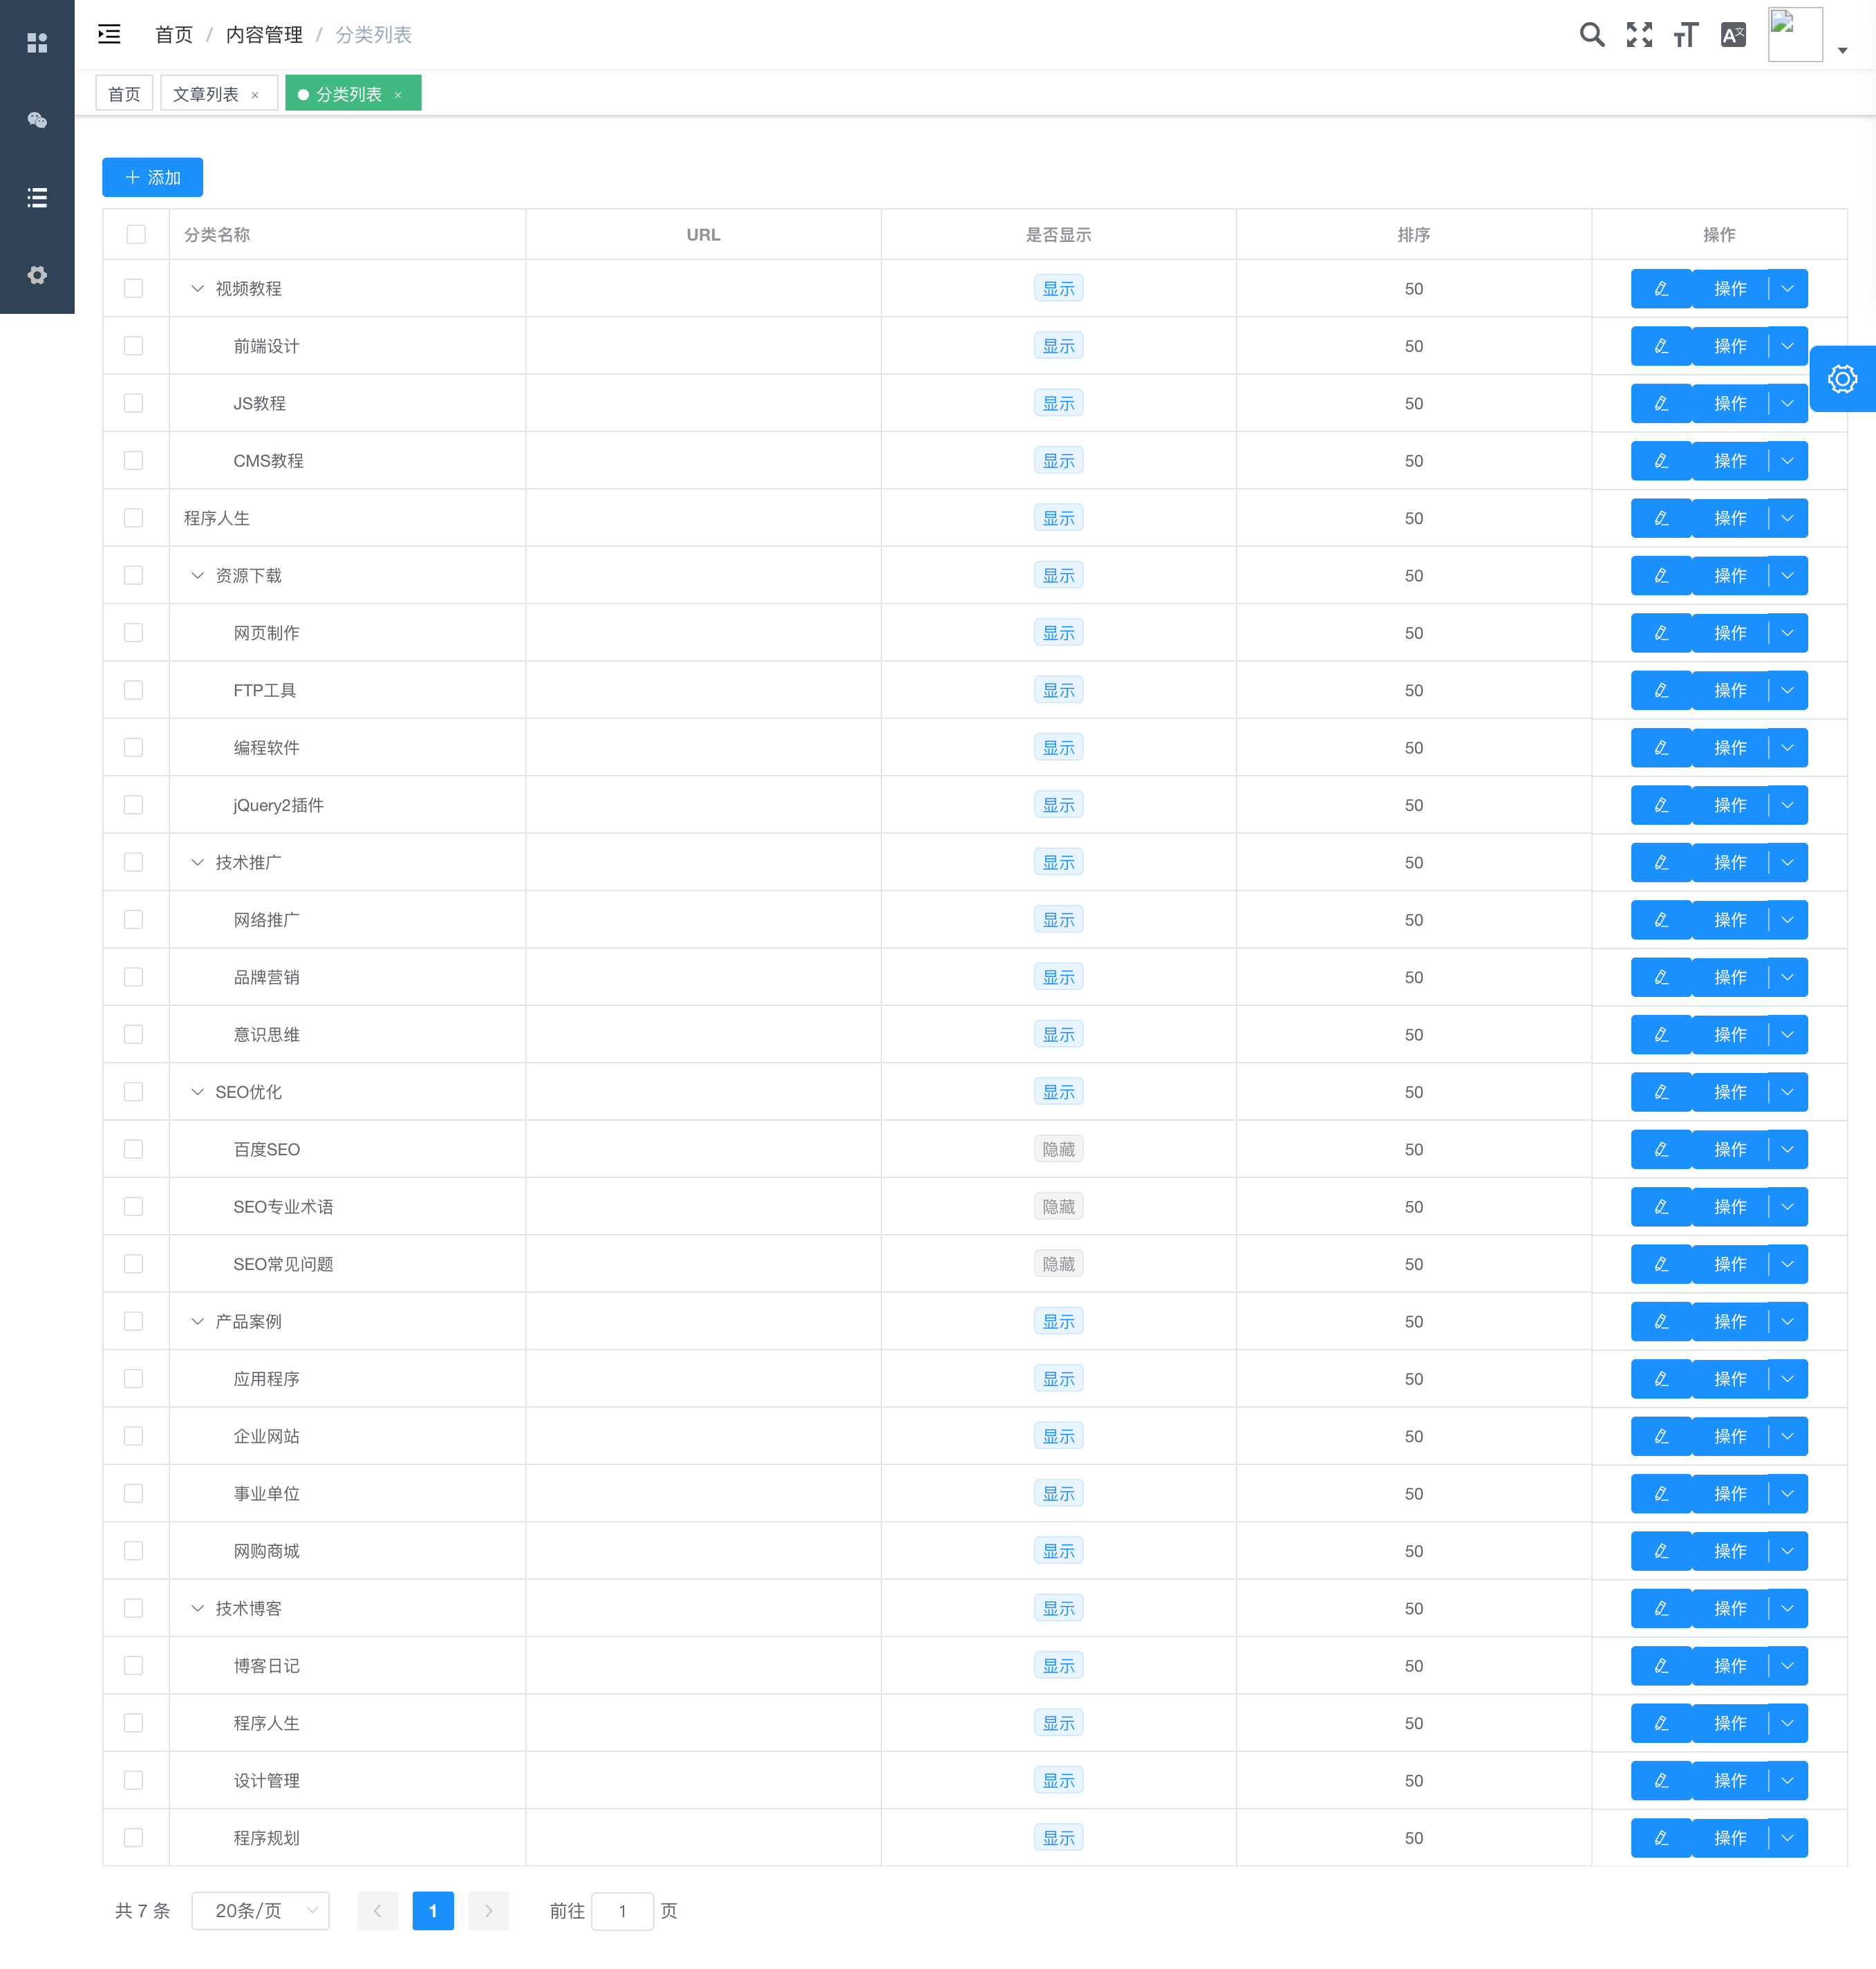 首页 / 内容管理 / 分类列表
首页 文章列表 × 分类列表 ×
+ 添加
分类名称 URL 是否显示 排序 操作
视频教程 显示 50 操作
前端设计 显示 50 操作
JS教程 显示 50 操作
CMS教程 显示 50 操作
程序人生 显示 50 操作
资源下载 显示 50 操作
网页制作 显示 50 操作
FTP工具 显示 50 操作
编程软件 显示 50 操作
jQuery2插件 显示 50 操作
技术推广 显示 50 操作
网络推广 显示 50 操作
品牌营销 显示 50 操作
意识思维 显示 50 操作
SEO优化 显示 50 操作
百度SEO 隐藏 50 操作
SEO专业术语 隐藏 50 操作
SEO常见问题 隐藏 50 操作
产品案例 显示 50 操作
应用程序 显示 50 操作
企业网站 显示 50 操作
事业单位 显示 50 操作
网购商城 显示 50 操作
技术博客 显示 50 操作
博客日记 显示 50 操作
程序人生 显示 50 操作
设计管理 显示 50 操作
程序规划 显示 50 操作
共 7 条 20条/页 1 前往 1 页